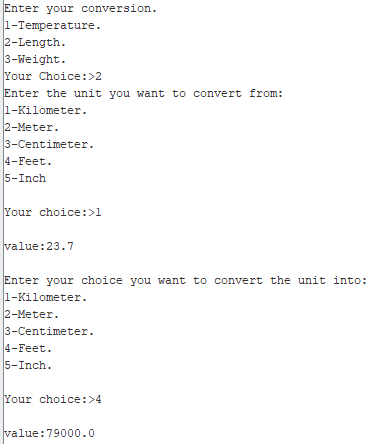 Enter your conversion.
1-Temperature.
2-Length.
3-Weight.
Your Choice:>2
Enter the unit you want to convert from:
1-Kilometer.
2-Meter.
3-Centimeter.
4-Feet.
5-Inch
Your choice:>1
value:23.7
Enter your choice you want to convert the unit into:
1-Kilometer.
2-Meter.
3-Centimeter.
4-Feet.
5-Inch.
Your choice:>4
value:79000.0